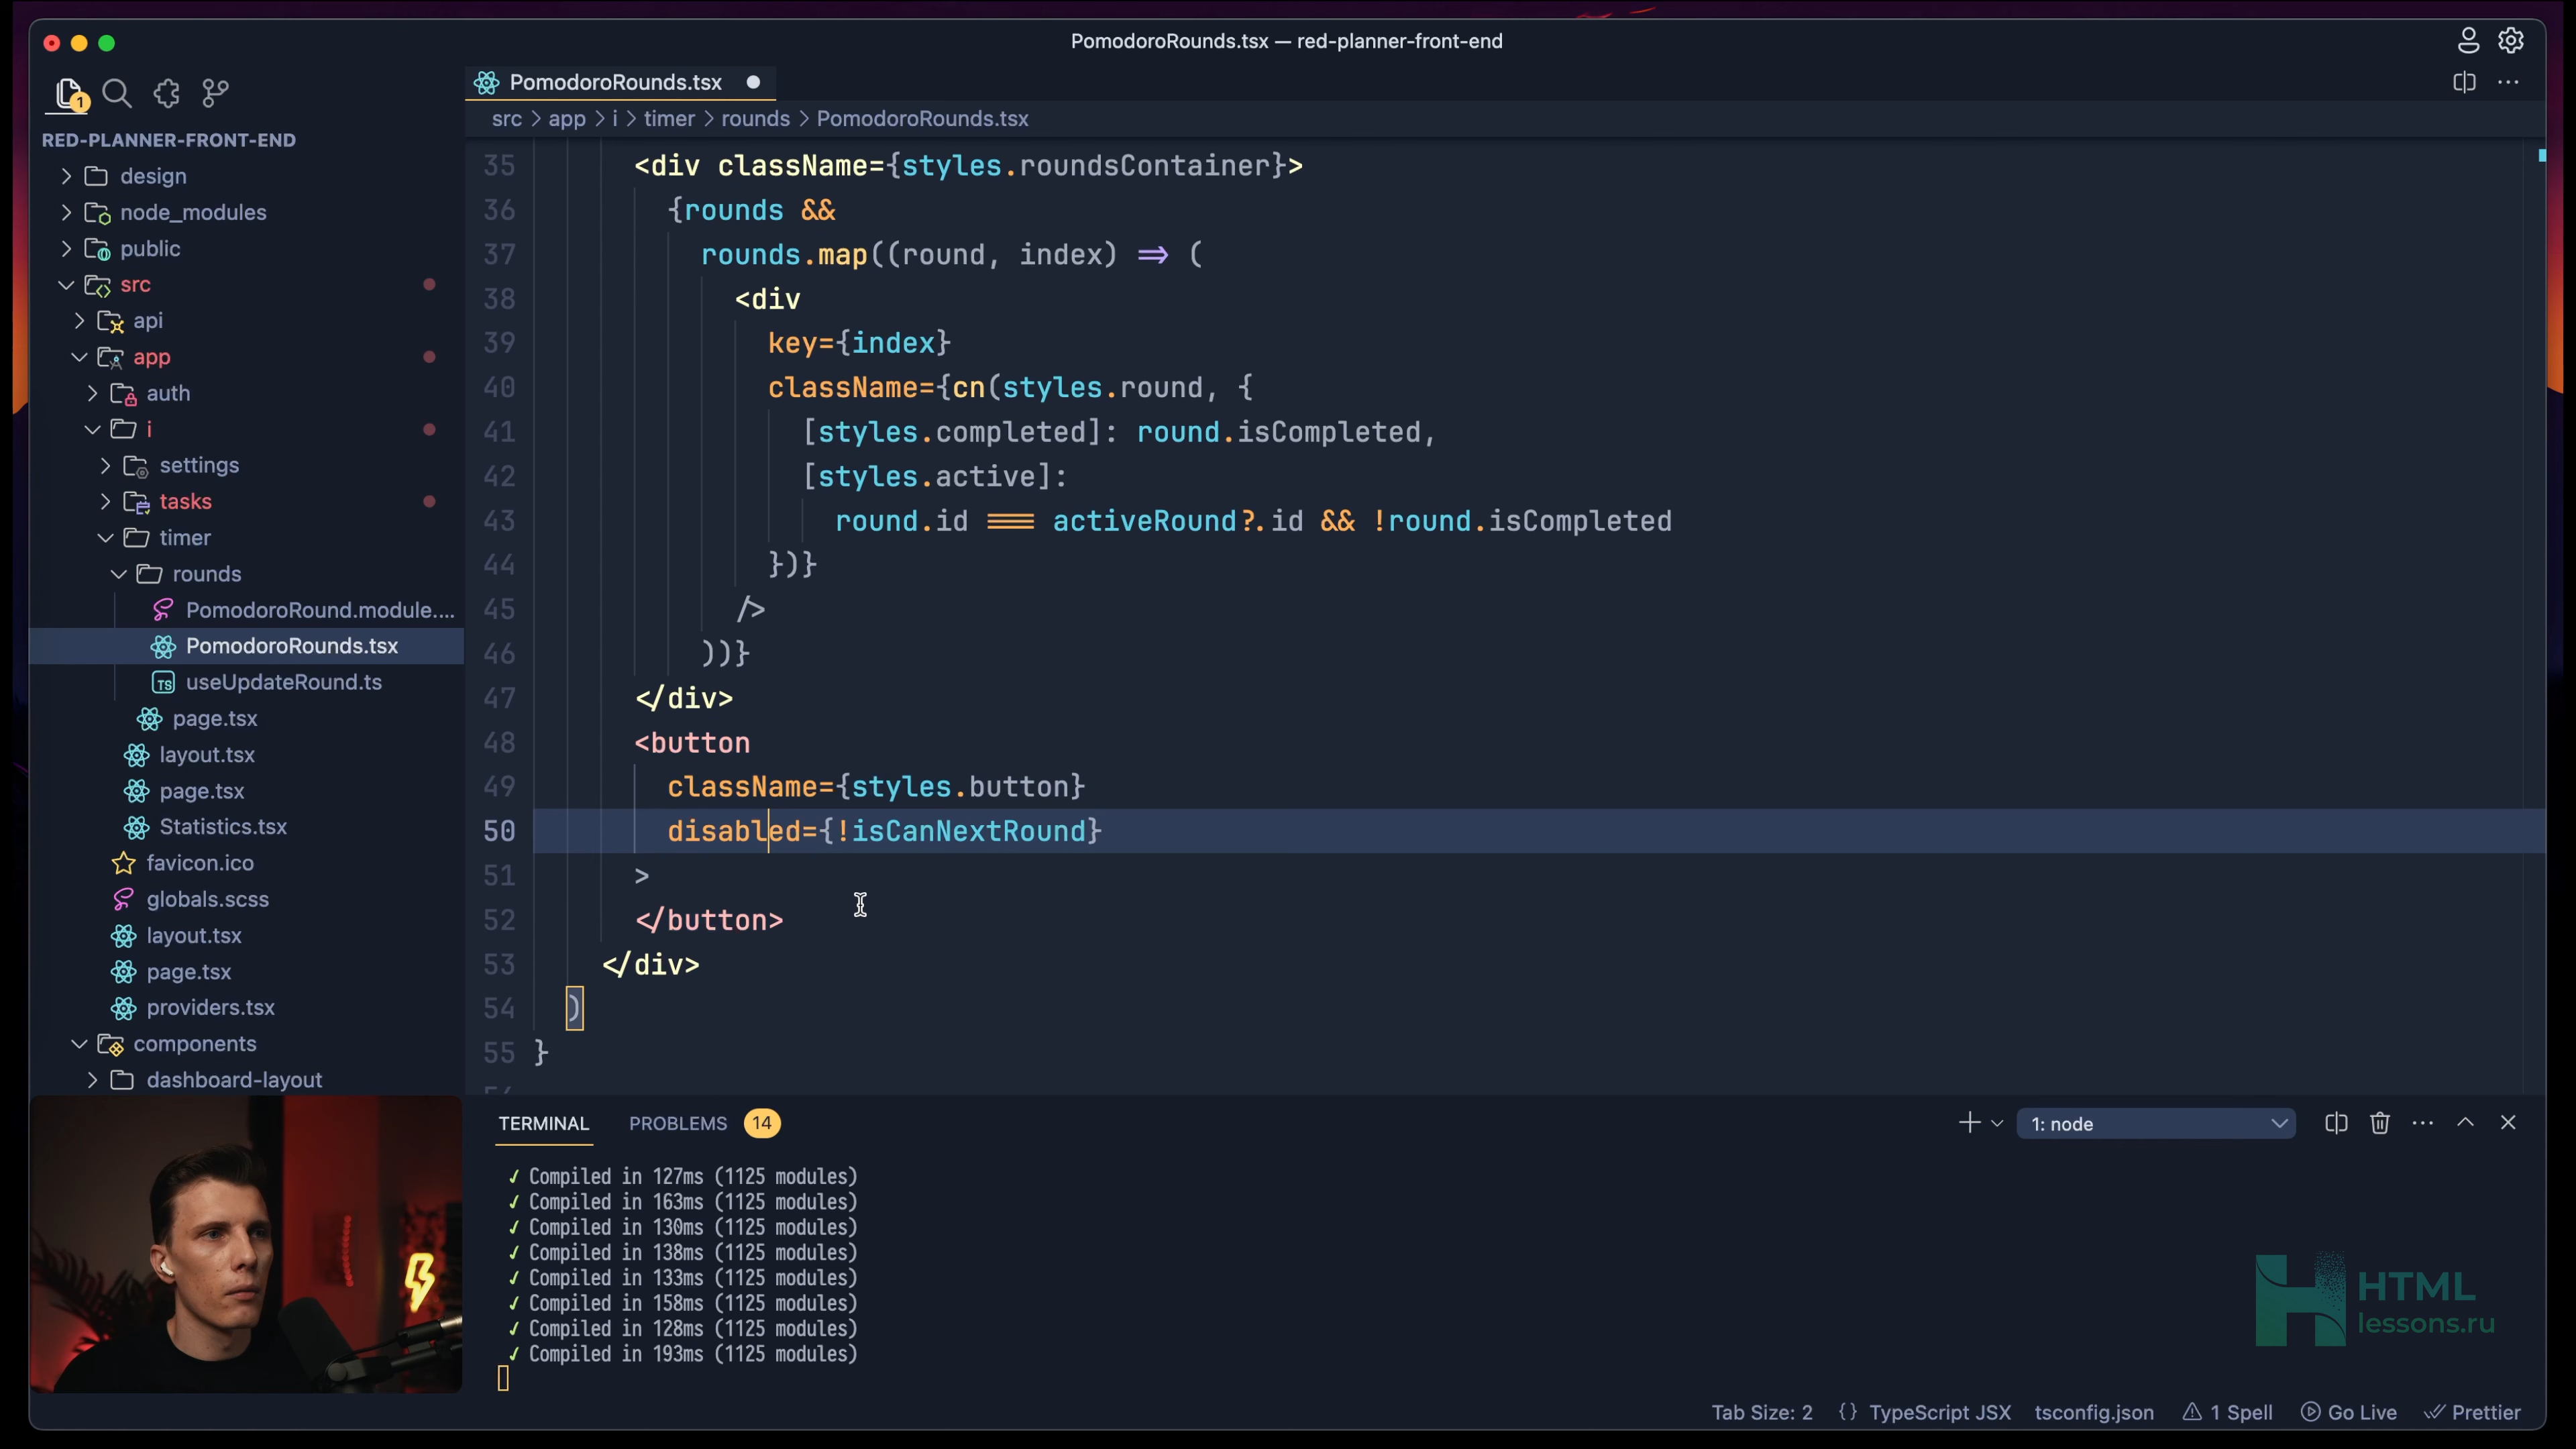 PomodoroRounds.tsx — red-planner-front-end
1
PomodoroRounds.tsx
src > app > i > timer > rounds > PomodoroRounds.tsx
RED-PLANNER-FRONT-END
design
node_modules
public
src
api
app
auth
i
settings
tasks
timer
rounds
PomodoroRound.module....
PomodoroRounds.tsx
TS useUpdateRound.ts
page.tsx
layout.tsx
page.tsx
Statistics.tsx
favicon.ico
globals.scss
layout.tsx
page.tsx
providers.tsx
components
dashboard-layout
35 <div className={styles.roundsContainer}>
36 {rounds &&
37 rounds.map((round, index) => (
38 <div
39 key={index}
40 className={cn(styles.round, {
41 [styles.completed]: round.isCompleted,
42 [styles.active]:
43 round.id === activeRound?.id && !round.isCompleted
44 })}
45 />
46 ))}
47 </div>
48 <button
49 className={styles.button}
50 disabled={!isCanNextRound}
51 >
52 </button>
53 </div>
54 )
55 }
TERMINAL PROBLEMS 14
1: node
✓ Compiled in 127ms (1125 modules)
✓ Compiled in 163ms (1125 modules)
✓ Compiled in 130ms (1125 modules)
✓ Compiled in 138ms (1125 modules)
✓ Compiled in 133ms (1125 modules)
✓ Compiled in 158ms (1125 modules)
✓ Compiled in 128ms (1125 modules)
✓ Compiled in 193ms (1125 modules)
HTML
lessons.ru
Tab Size: 2 {} TypeScript JSX tsconfig.json 1 Spell Go Live Prettier